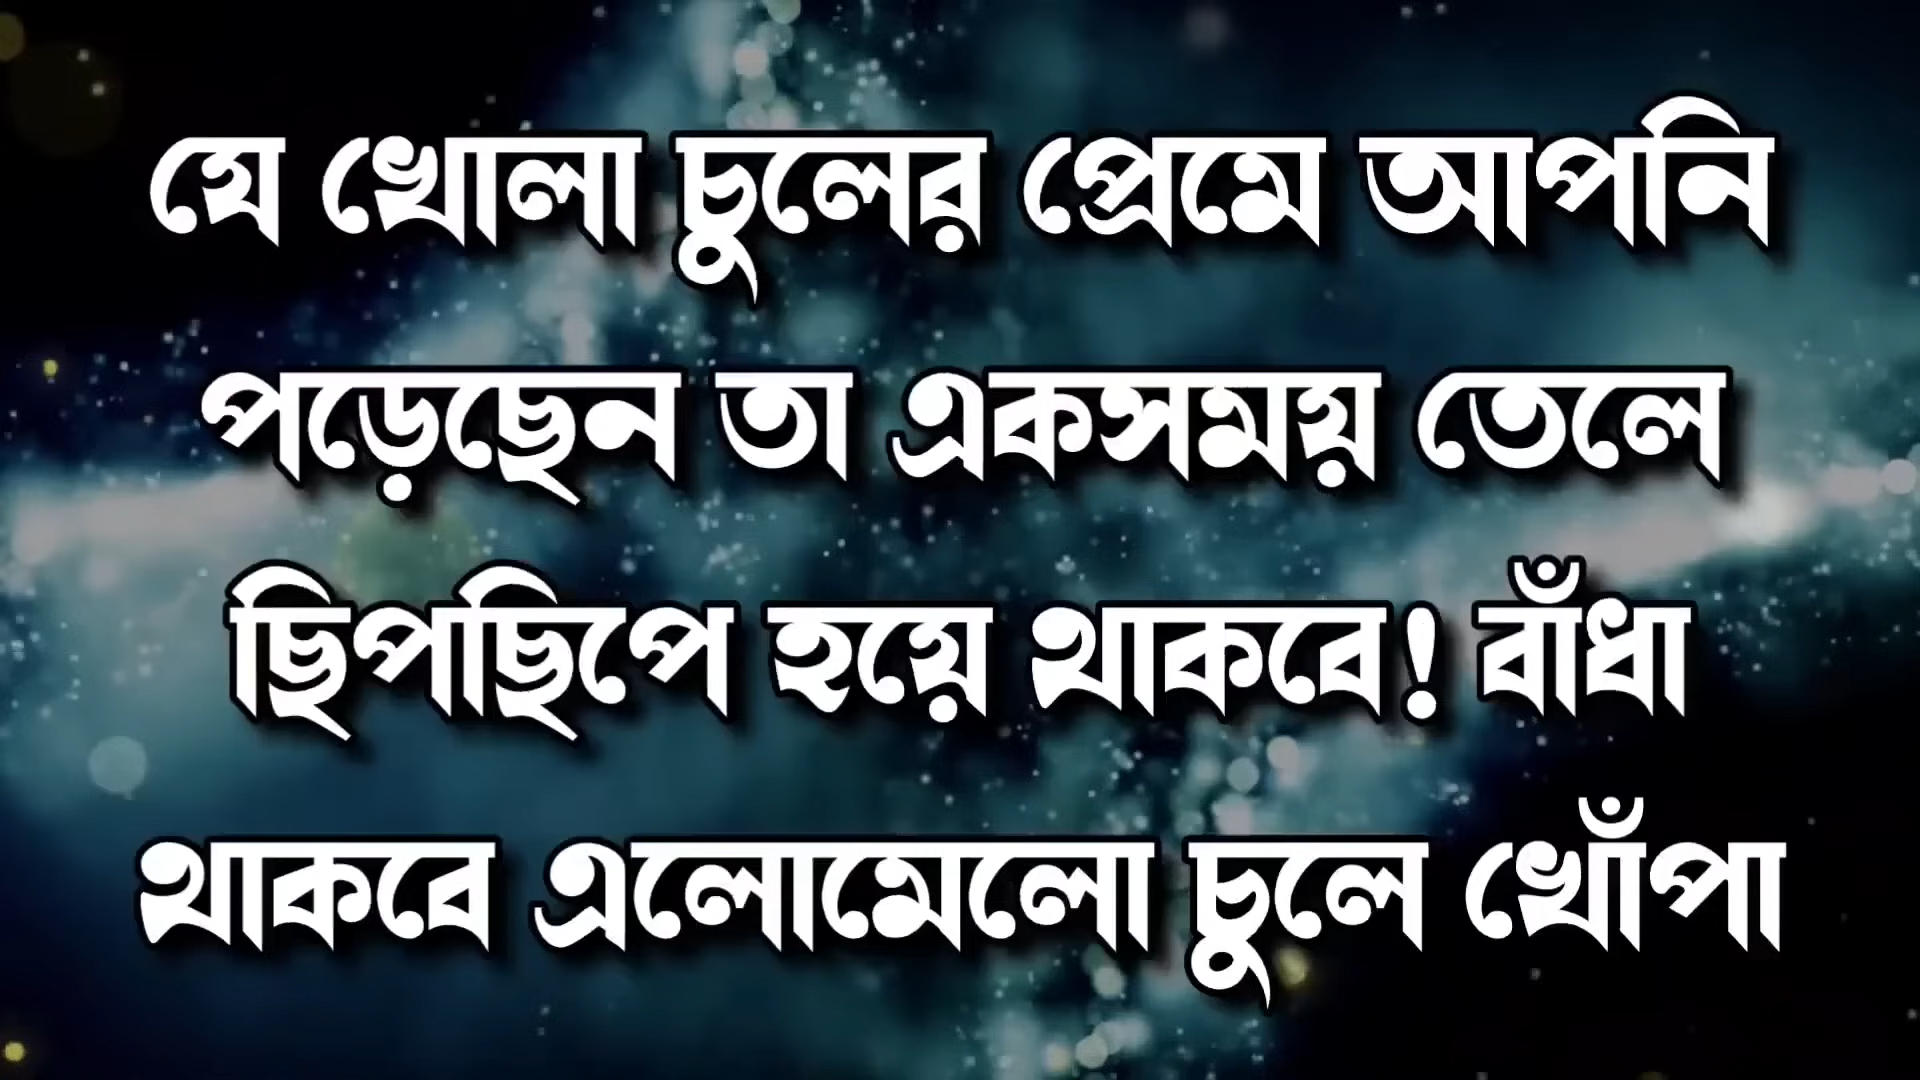 যে খোলা চুলের প্রেমে আপনি
পড়েছেন তা একসময় তেলে
ছিপছিপে হয়ে থাকবে! বাঁধা
থাকবে এলোমেলো চুলে খোঁপা